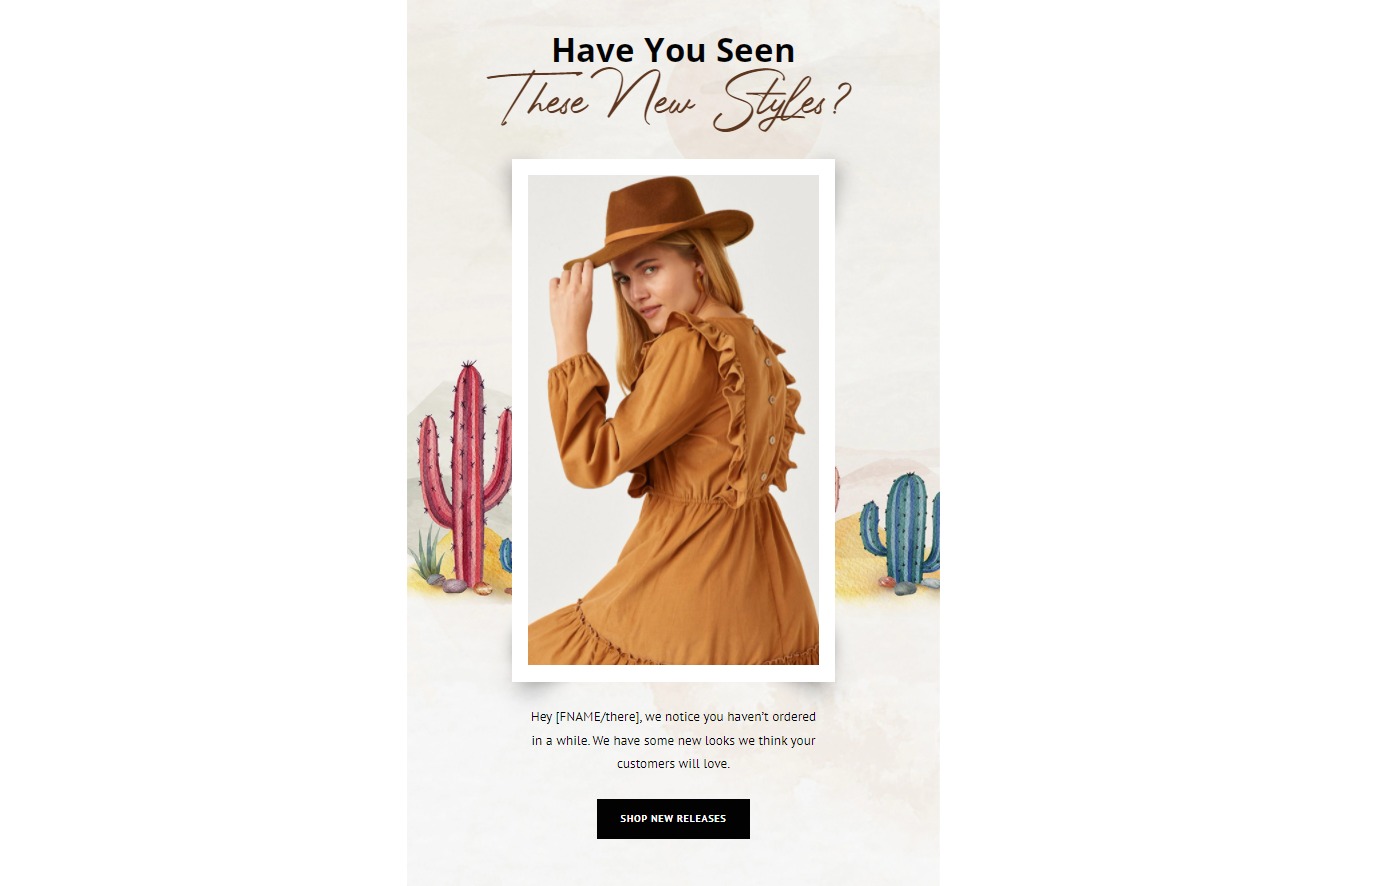 Have You Seen
These New Styles?
Hey [FNAME/there], we notice you haven't ordered
in a while. We have some new looks we think your
customers will love.
SHOP NEW RELEASES